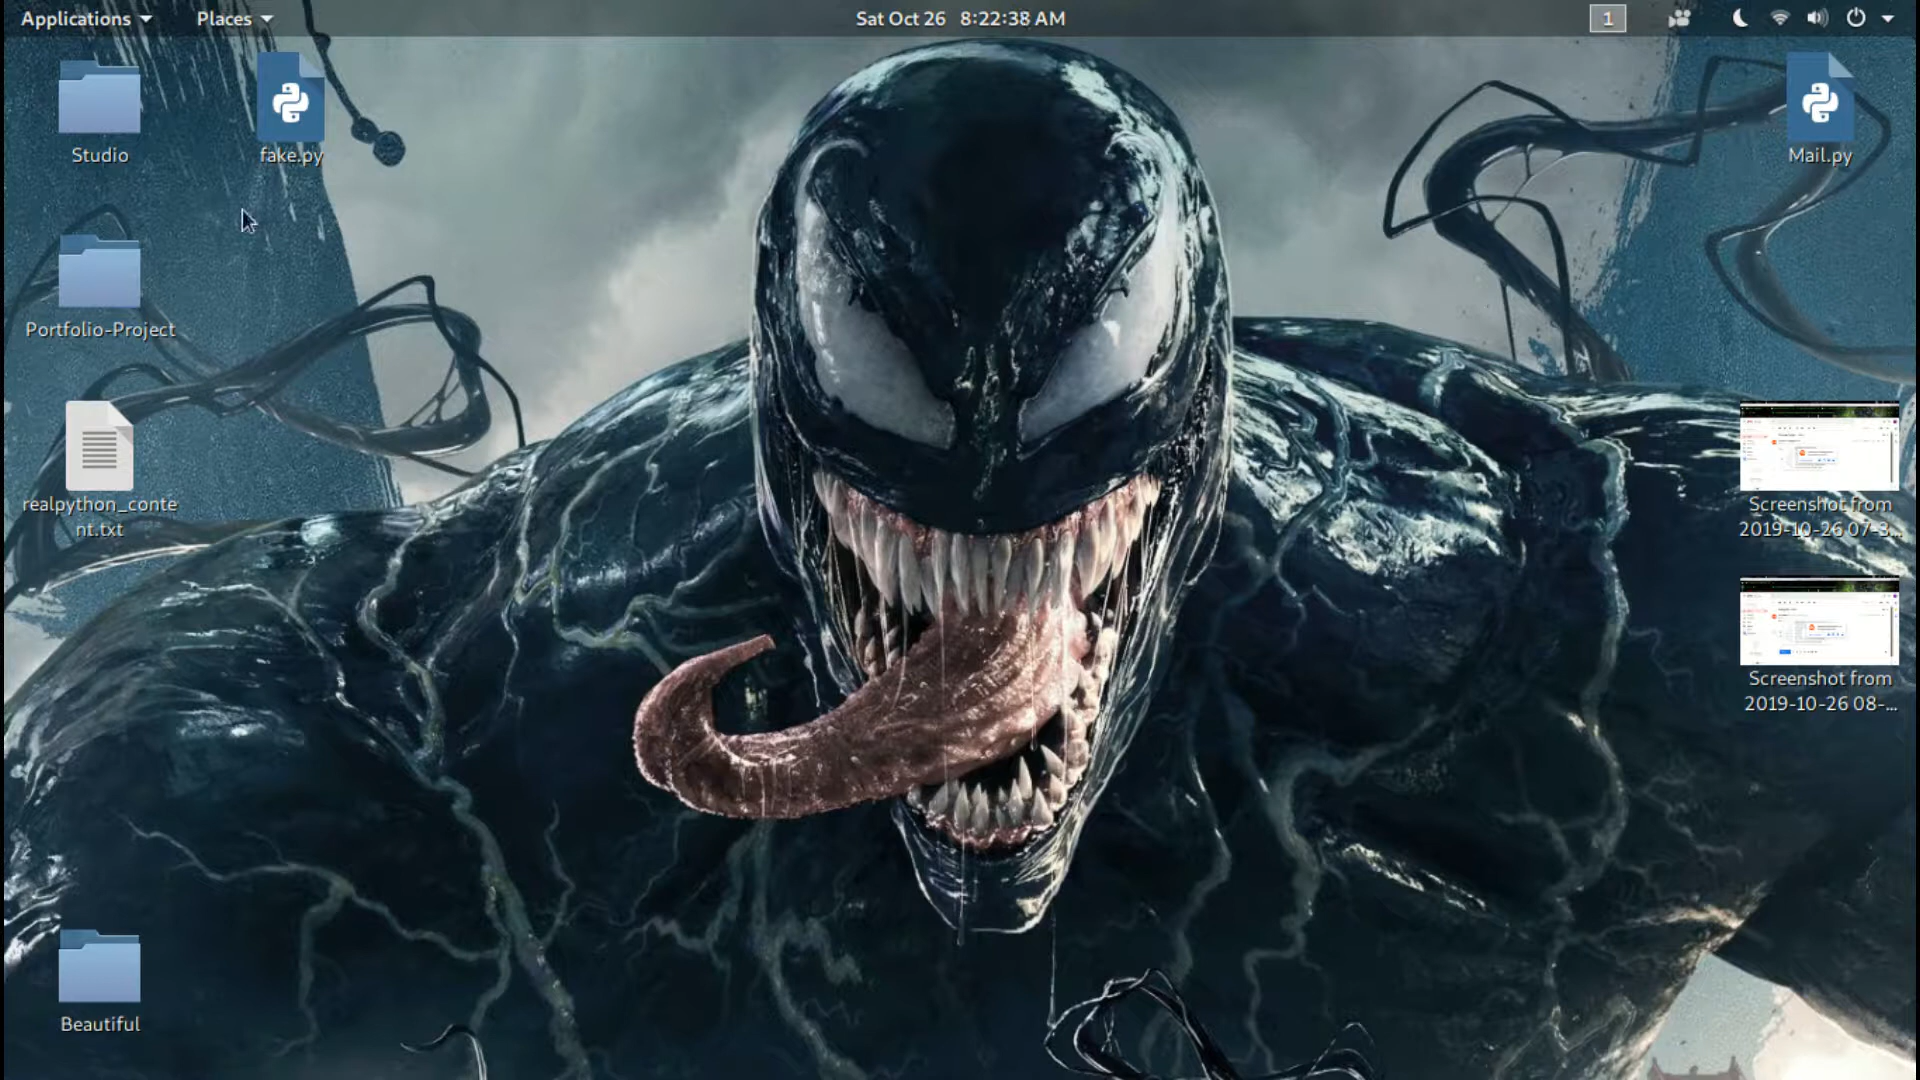 Applications
Places
Sat Oct 26 8:22:38 AM
1
Studio
fake.py
Mail.py
Portfolio-Project
realpython_conte
nt.txt
Screenshot from
2019-10-26 07-3...
Screenshot from
2019-10-26 08-...
Beautiful